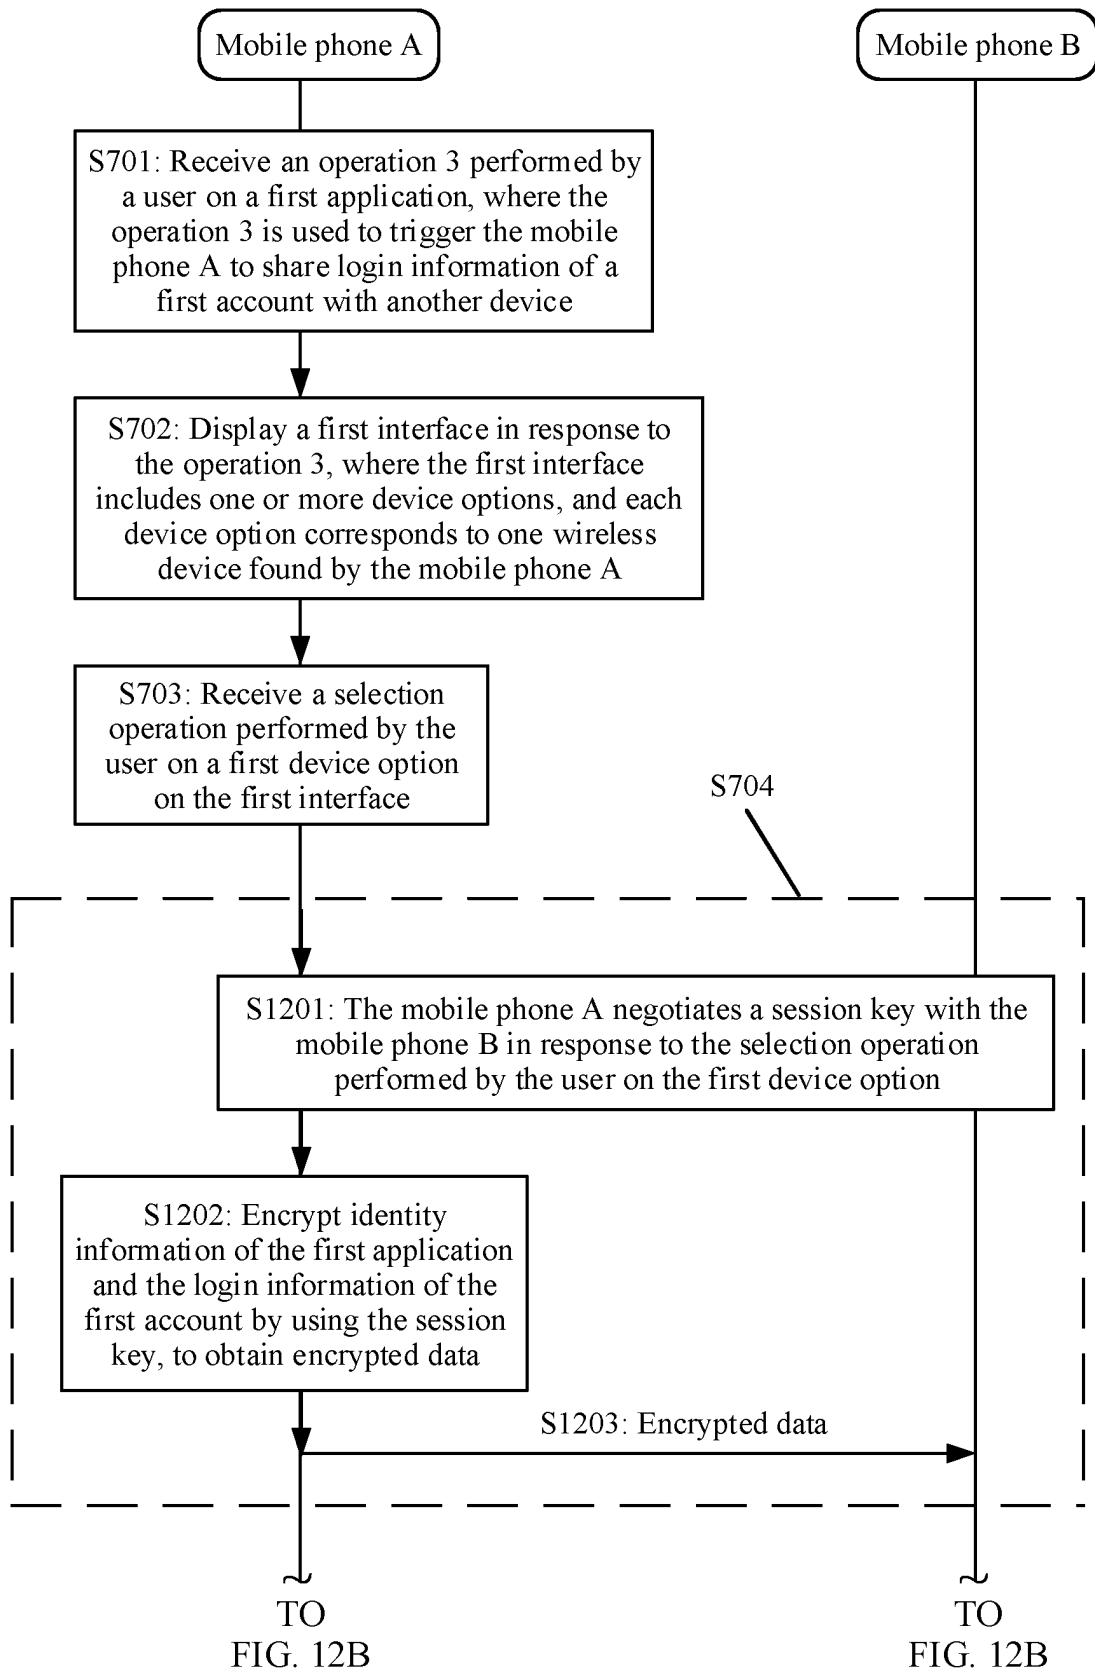 Mobile phone A
Mobile phone B
S701: Receive an operation 3 performed by
a user on a first application, where the
operation 3 is used to trigger the mobile
phone A to share login information of a
first account with another device
S702: Display a first interface in response to
the operation 3, where the first interface
includes one or more device options, and each
device option corresponds to one wireless
device found by the mobile phone A
S703: Receive a selection
operation performed by the
user on a first device option
on the first interface
S704
S1201: The mobile phone A negotiates a session key with the
mobile phone B in response to the selection operation
performed by the user on the first device option
S1202: Encrypt identity
information of the first application
and the login information of the
first account by using the session
key, to obtain encrypted data
S1203: Encrypted data
TO
FIG. 12B
TO
FIG. 12B